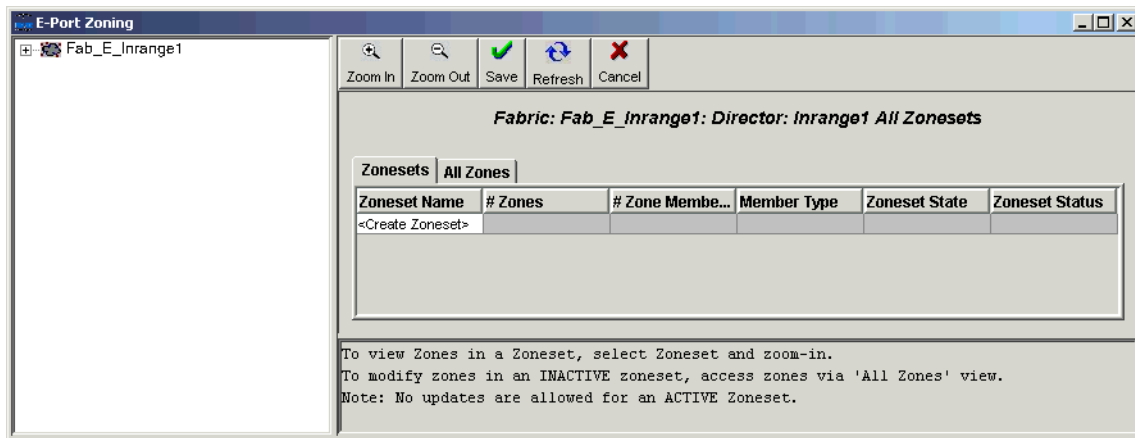 E-Port Zoning
Fab_E_Inrange1
Zoom In Zoom Out Save Refresh Cancel
Fabric: Fab_E_Inrange1: Director: Inrange1 All Zonesets
Zonesets All Zones
Zoneset Name # Zones # Zone Membe... Member Type Zoneset State Zoneset Status
<Create Zoneset>
To view Zones in a Zoneset, select Zoneset and zoom-in.
To modify zones in an INACTIVE zoneset, access zones via 'All Zones' view.
Note: No updates are allowed for an ACTIVE Zoneset.